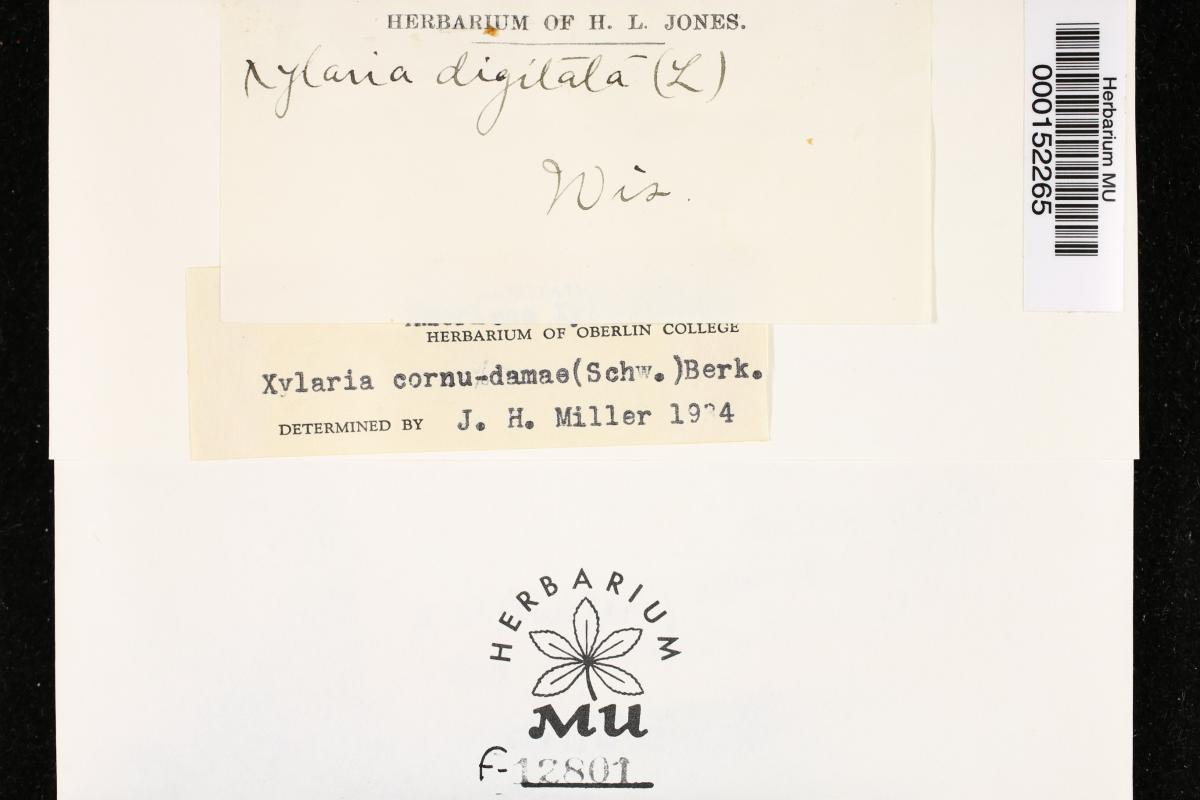 HERBARIUM OF H. L. JONES.
Xylaria digitata (L)
Wis.
Herbarium MU
000152265
HERBARIUM OF OBERLIN COLLEGE
Xylaria cornu-damae(Schw.)Berk.
DETERMINED BY J. H. Miller
HERBARIUM
MU
F-12801